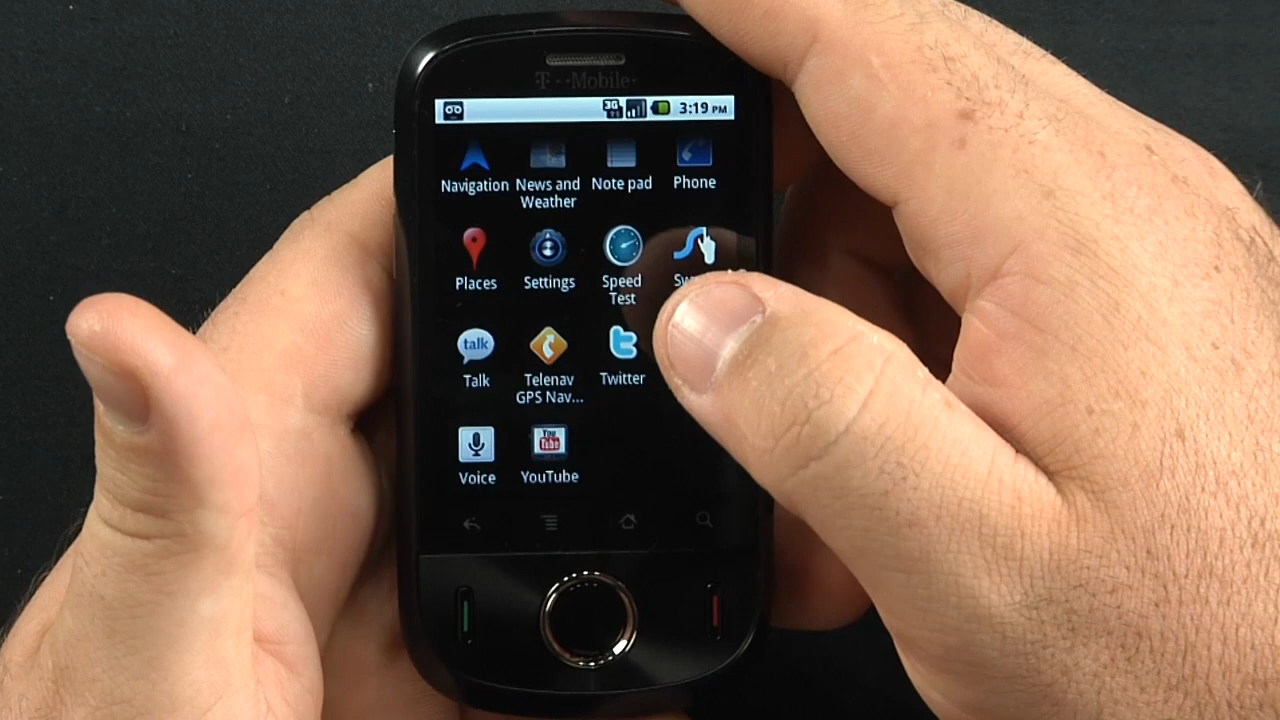 T-Mobile
3G 3:19 PM
Navigation News and Note pad Phone
Weather
Places Settings Speed
Test
talk
Talk Telenav Twitter
GPS Nav...
You
Tube
Voice YouTube